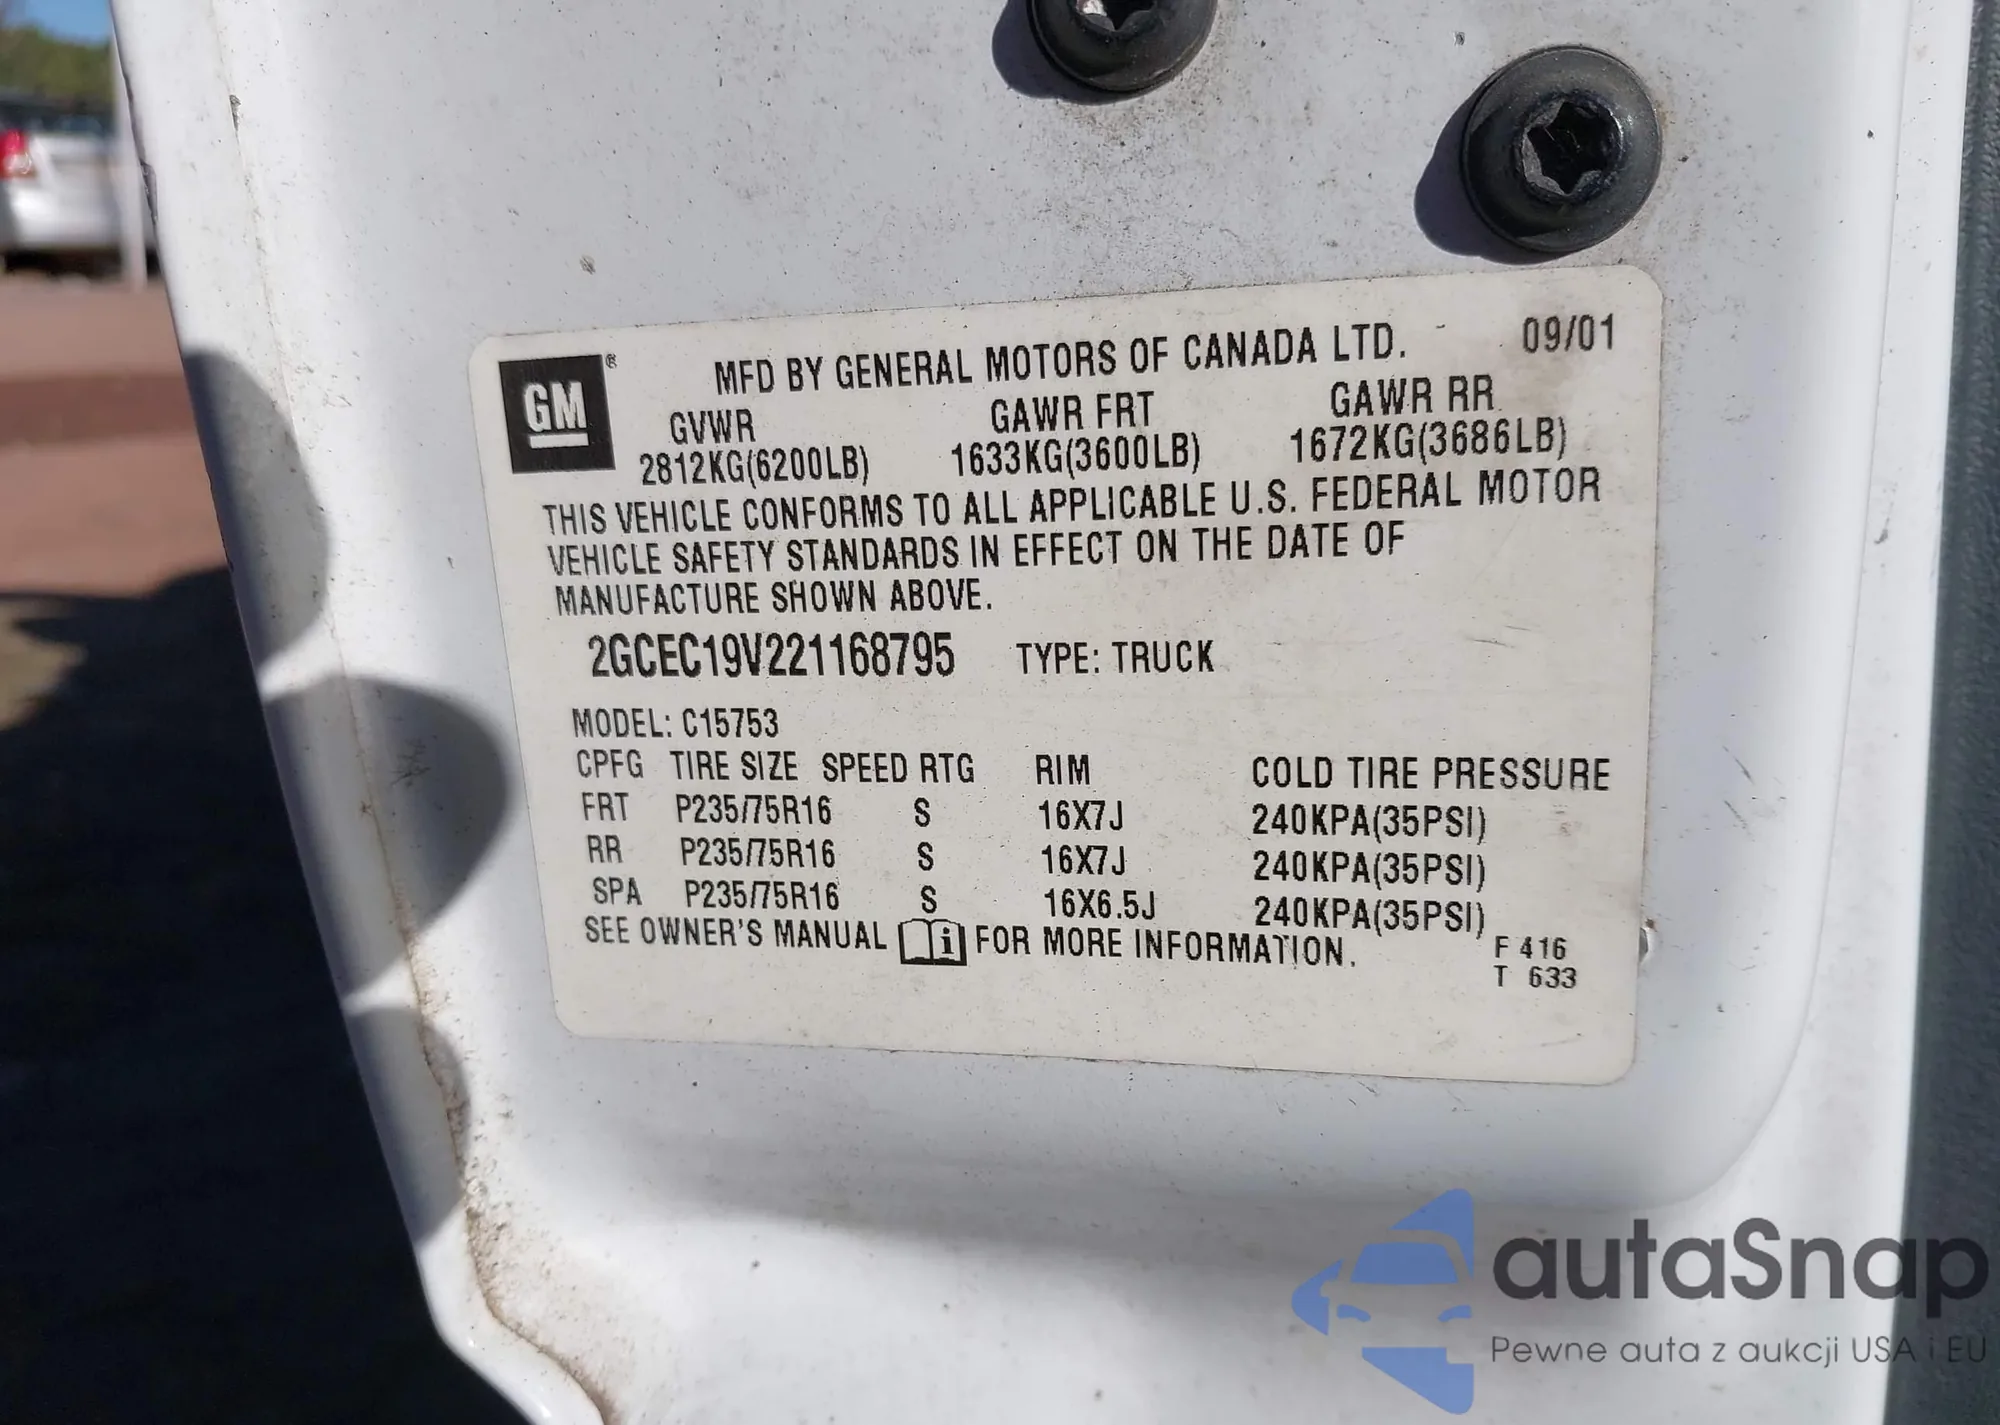 GM ®
MFD BY GENERAL MOTORS OF CANADA LTD. 09/01
GVWR GAWR FRT GAWR RR
2812KG(6200LB) 1633KG(3600LB) 1672KG(3686LB)
THIS VEHICLE CONFORMS TO ALL APPLICABLE U.S. FEDERAL MOTOR
VEHICLE SAFETY STANDARDS IN EFFECT ON THE DATE OF
MANUFACTURE SHOWN ABOVE.
2GCEC19V221168795 TYPE: TRUCK
MODEL: C15753
CPFG TIRE SIZE SPEED RTG RIM COLD TIRE PRESSURE
FRT P235/75R16 S 16X7J 240KPA(35PSI)
RR P235/75R16 S 16X7J 240KPA(35PSI)
SPA P235/75R16 S 16X6.5J 240KPA(35PSI)
SEE OWNER'S MANUAL i FOR MORE INFORMATION.
F 416
T 633
autaSnap
Pewne auta z aukcji USA i EU